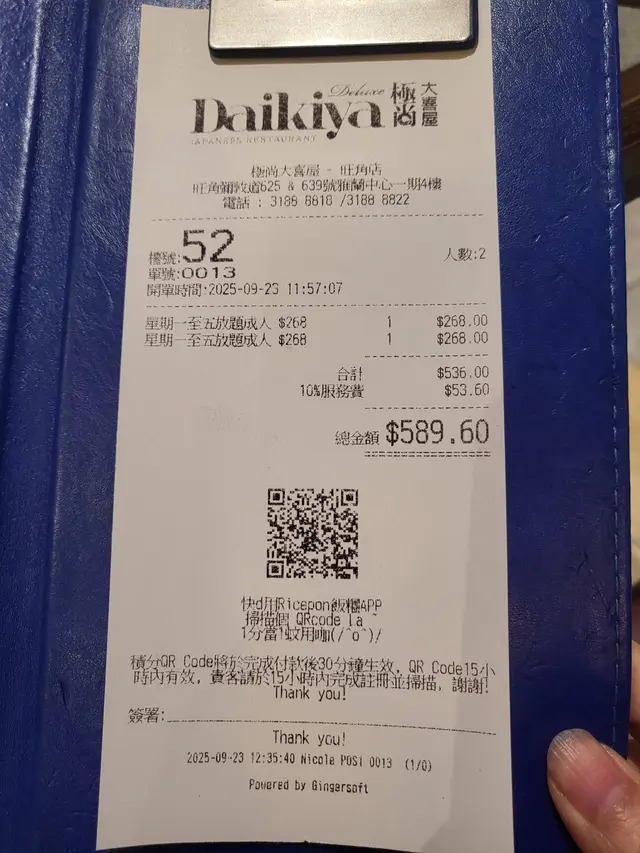 Deluxe
Daikiya 極尚 大喜屋
JAPANESE RESTAURANT
極尚大喜屋 - 旺角店
旺角彌敦道625 & 639號雅蘭中心一期4樓
電話 : 3188 8818 /3188 8822
檯號:52 人數:2
單號:0013
開單時間:2025-09-23 11:57:07
星期一至五放題成人 $268 1 $268.00
星期一至五放題成人 $268 1 $268.00
合計 $536.00
10%服務費 $53.60
總金額 $589.60
快d用Ricepon飯糰APP
掃描個 QRcode la ~
1分當1蚊用咖(/^o^)/
積分QR Code將於完成付款後30分鐘生效, QR Code15小
時內有效, 貴客請於15小時內完成註冊並掃描, 謝謝!
Thank you!
簽署:
Thank you!
2025-09-23 12:35:40 Nicole POS1 0013 (1/0)
Powered by Gingersoft